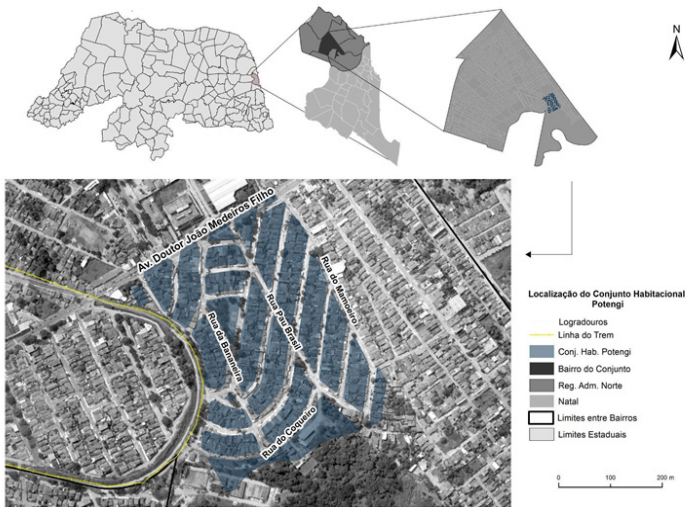 N
Av. Doutor João Medeiros Filho
Rua do Mamoeiro
Rua Pau Brasil
Rua da Bananeira
Rua do Coqueiro
Localização do Conjunto Habitacional
Potengi
Logradouros
Linha do Trem
Conj. Hab. Potengi
Bairro do Conjunto
Reg. Adm. Norte
Natal
Limites entre Bairros
Limites Estaduais
0 100 200 m